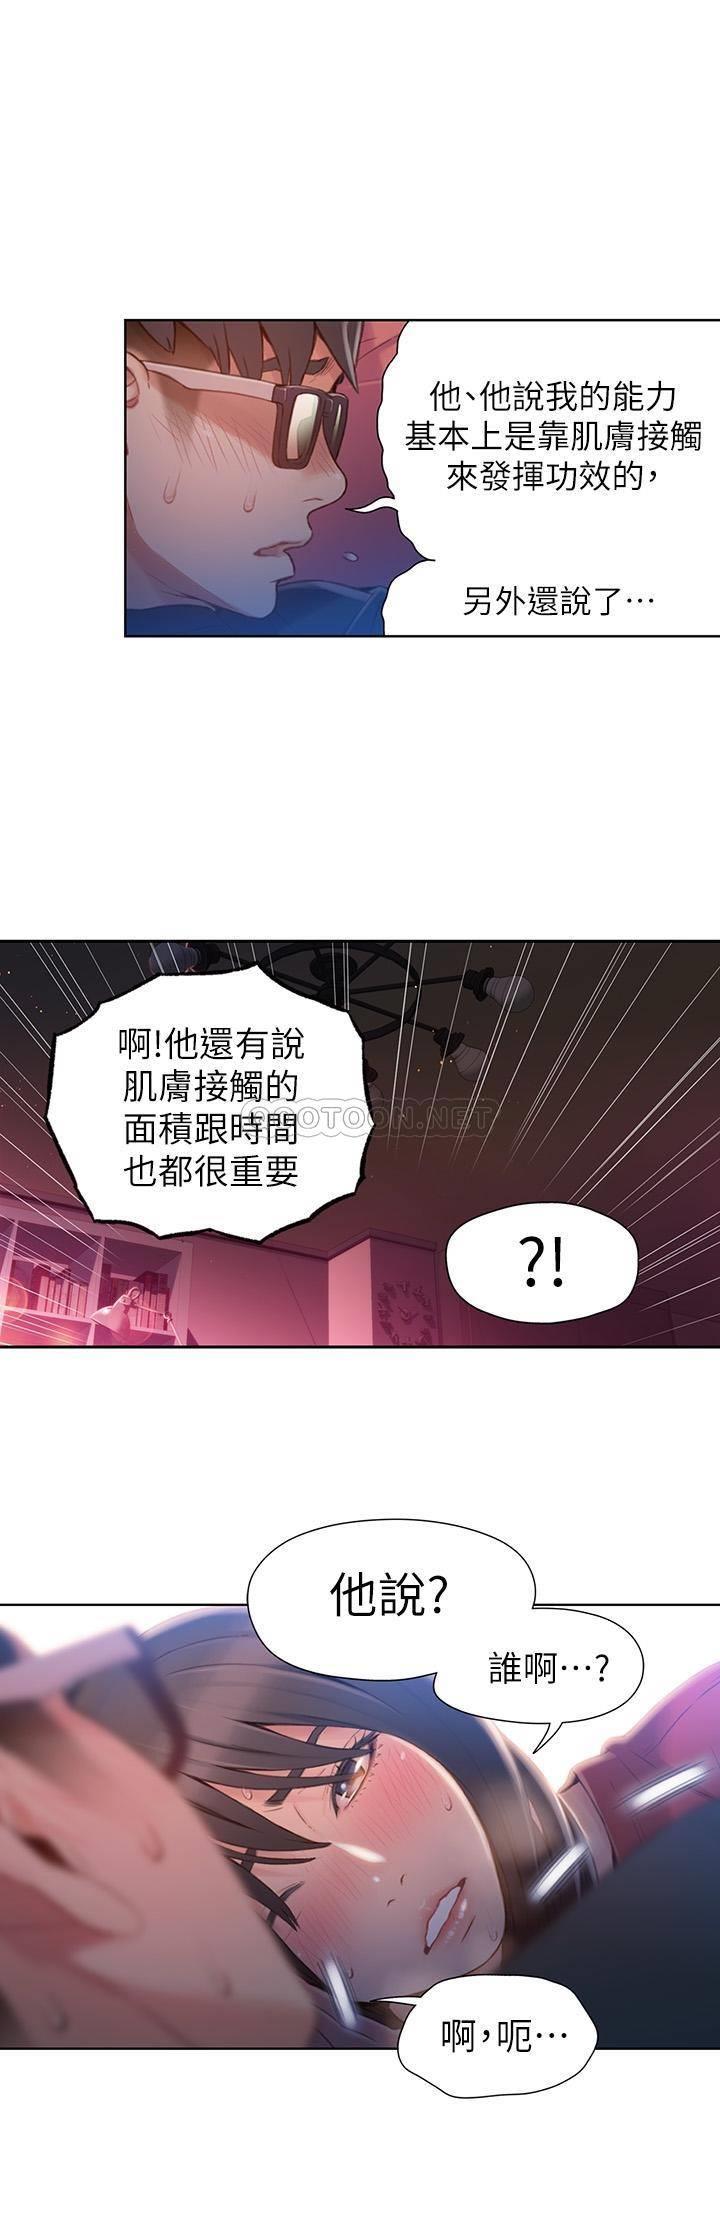 他、他說我的能力
基本上是靠肌膚接觸
來發揮功效的，
另外還說了…
啊!他還有說
肌膚接觸的
面積跟時間
也都很重要
TOON.NET
?!
他說?
誰啊…?
啊，呃…